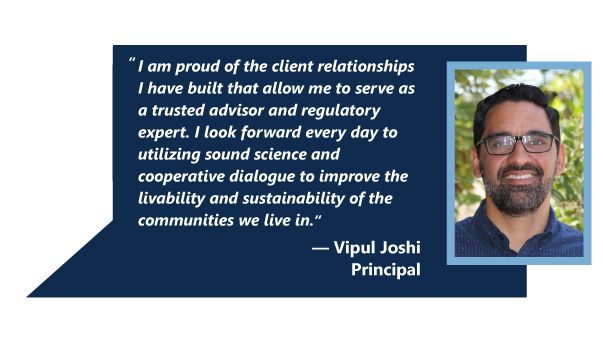 “ I am proud of the client relationships
I have built that allow me to serve as
a trusted advisor and regulatory
expert. I look forward every day to
utilizing sound science and
cooperative dialogue to improve the
livability and sustainability of the
communities we live in.“
— Vipul Joshi
Principal